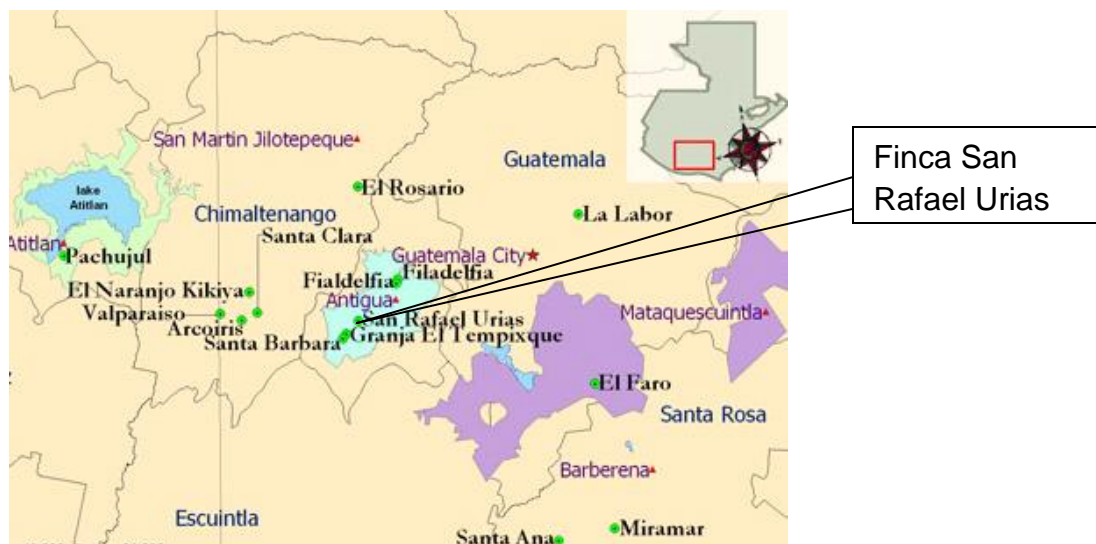 San Martin Jilotepeque
Guatemala
El Rosario
lake
Atitlan
Chimaltenango
La Labor
Santa Clara
Atitlan
Pachujul
Guatemala City
Filadelfia
Fialdelfia
El Naranjo Kikiya
Antigua
Valparaiso
Arcoiris
San Rafael Urias
Mataquescuintla
Santa Barbara
Granja El Tempixque
El Faro
Santa Rosa
Barberena
Escuintla
Santa Ana
Miramar
Finca San
Rafael Urias